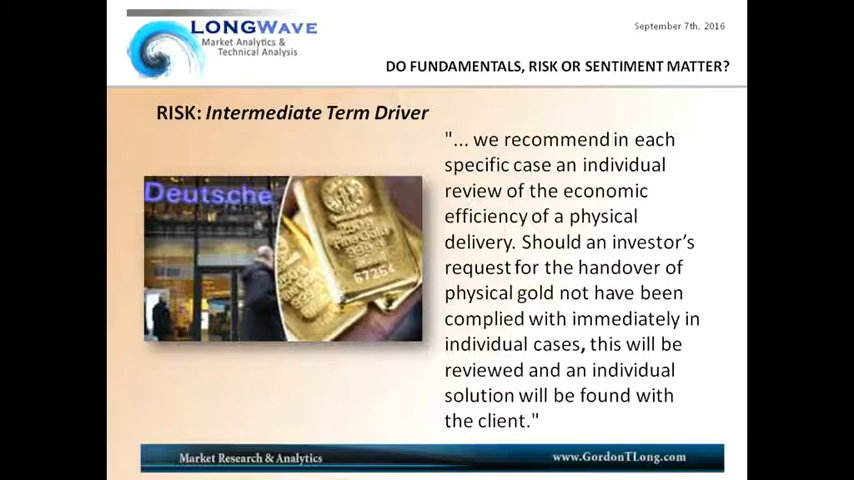 LONGWAVE
Market Analytics &
Technical Analysis
September 7th, 2016
DO FUNDAMENTALS, RISK OR SENTIMENT MATTER?
RISK: Intermediate Term Driver
"... we recommend in each
specific case an individual
review of the economic
efficiency of a physical
delivery. Should an investor's
request for the handover of
physical gold not have been
complied with immediately in
individual cases, this will be
reviewed and an individual
solution will be found with
the client."
Deutsche
Market Research & Analytics
www.GordonTLong.com